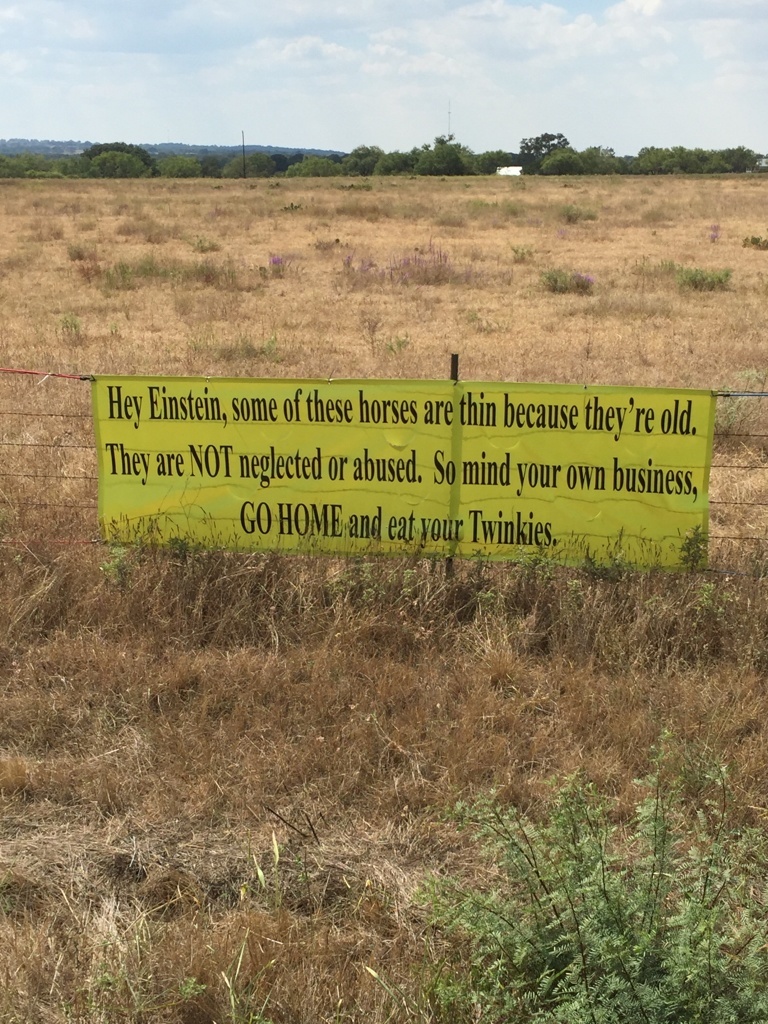 Hey Einstein, some of these horses are thin because they're old.
They are NOT neglected or abused. So mind your own business,
GO HOME and eat your Twinkies.